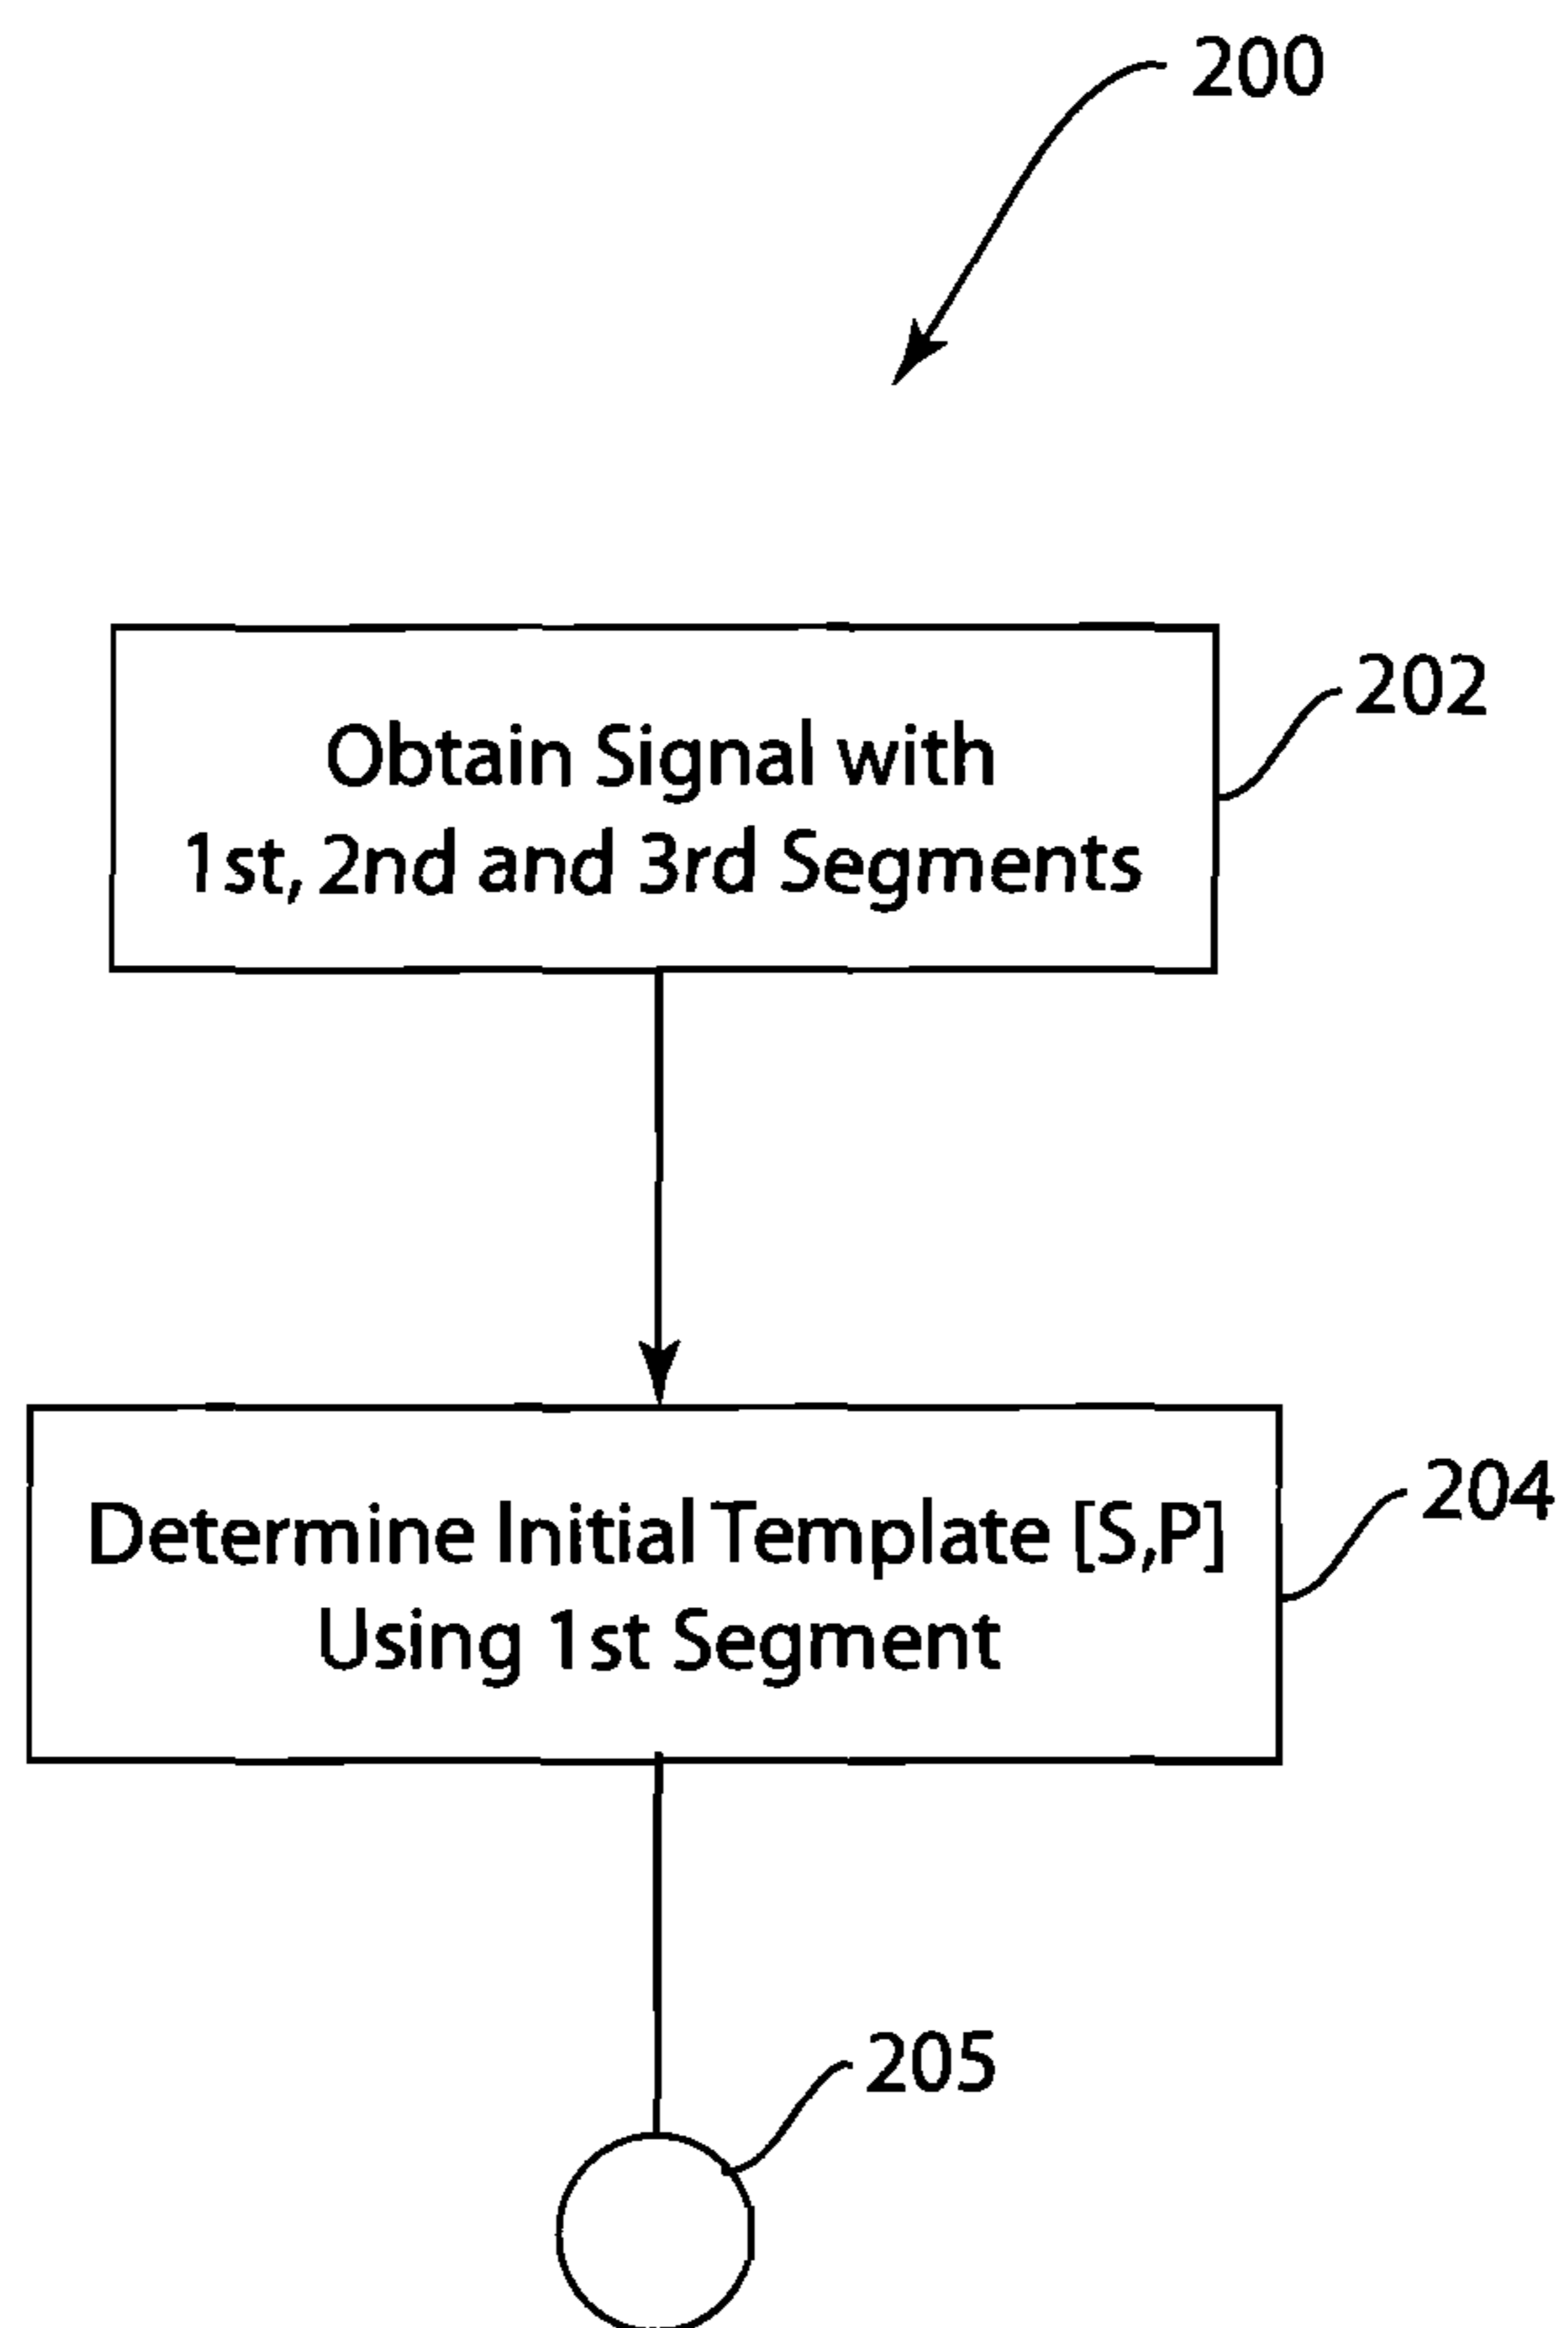 200
Obtain Signal with
1st, 2nd and 3rd Segments
202
Determine Initial Template [S,P]
Using 1st Segment
204
205